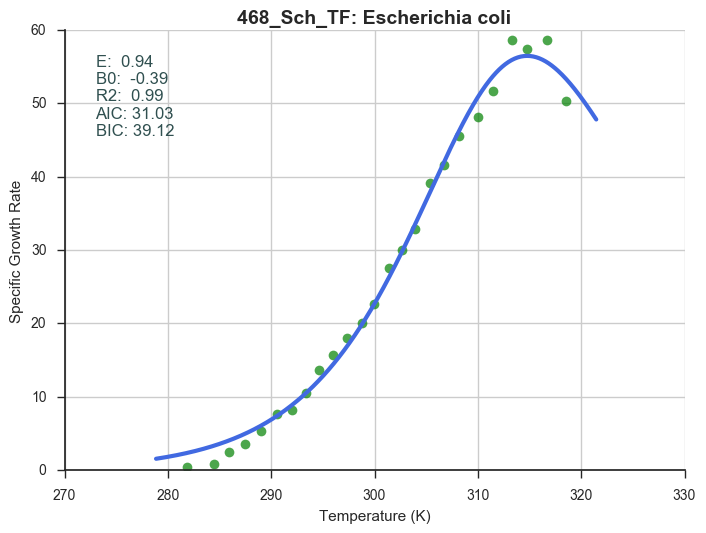 468_Sch_TF: Escherichia coli
E:  0.94
B0:  -0.39
R2:  0.99
AIC: 31.03
BIC: 39.12
Specific Growth Rate
60
50
40
30
20
10
0
270 280 290 300 310 320 330
Temperature (K)